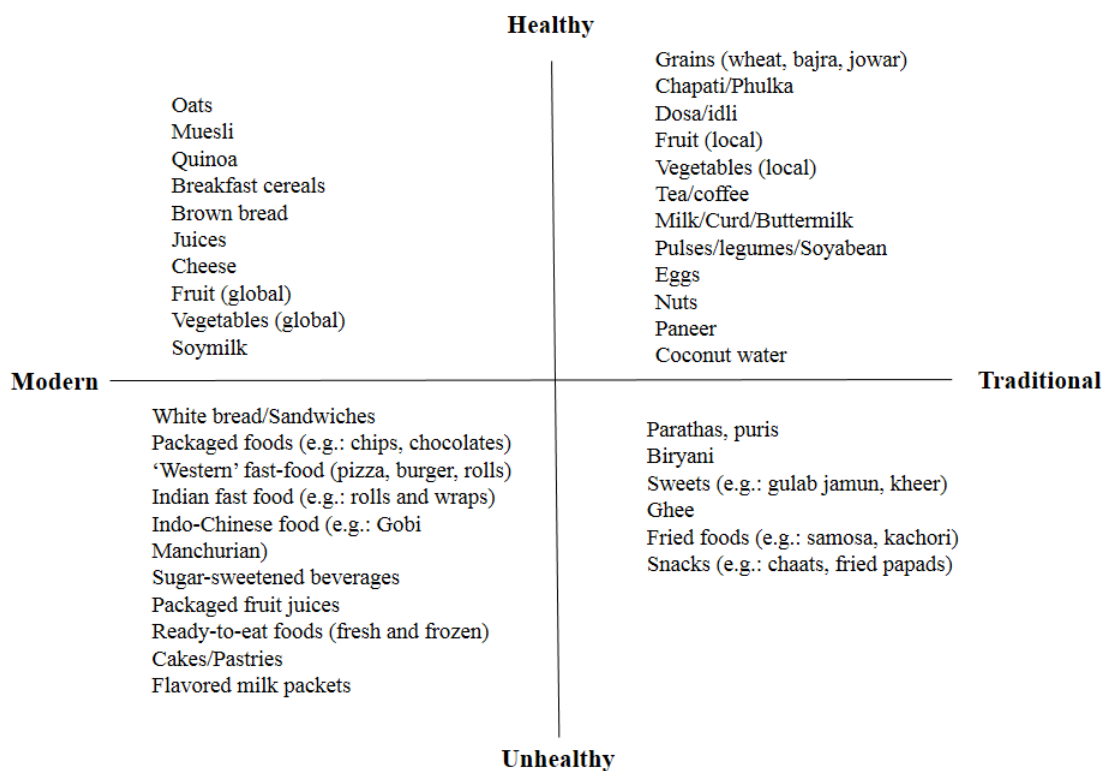 Healthy
Oats
Muesli
Quinoa
Breakfast cereals
Brown bread
Juices
Cheese
Fruit (global)
Vegetables (global)
Soymilk
Grains (wheat, bajra, jowar)
Chapati/Phulka
Dosa/idli
Fruit (local)
Vegetables (local)
Tea/coffee
Milk/Curd/Buttermilk
Pulses/legumes/Soyabean
Eggs
Nuts
Paneer
Coconut water
Modern
Traditional
White bread/Sandwiches
Packaged foods (e.g.: chips, chocolates)
‘Western’ fast-food (pizza, burger, rolls)
Indian fast food (e.g.: rolls and wraps)
Indo-Chinese food (e.g.: Gobi
Manchurian)
Sugar-sweetened beverages
Packaged fruit juices
Ready-to-eat foods (fresh and frozen)
Cakes/Pastries
Flavored milk packets
Parathas, puris
Biryani
Sweets (e.g.: gulab jamun, kheer)
Ghee
Fried foods (e.g.: samosa, kachori)
Snacks (e.g.: chaats, fried papads)
Unhealthy